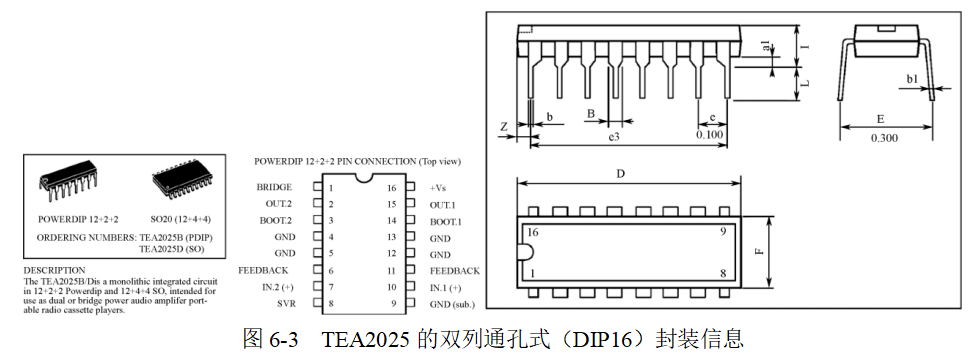 POWERDIP 12+2+2
SO20 (12+4+4)
ORDERING NUMBERS: TEA2025B (PDIP)
TEA2025D (SO)
DESCRIPTION
The TEA2025B/Dis a monolithic integrated circuit
in 12+2+2 Powerdip and 12+4+4 SO, intended for
use as dual or bridge power audio amplifer port-
able radio cassette players.
POWERDIP 12+2+2 PIN CONNECTION (Top view)
BRIDGE 1 16 +Vs
OUT.2 2 15 OUT.1
BOOT.2 3 14 BOOT.1
GND 4 13 GND
GND 5 12 GND
FEEDBACK 6 11 FEEDBACK
IN.2 (+) 7 10 IN.1 (+)
SVR 8 9 GND (sub.)
a1 I
L
b1
Z b B e
e3 0.100
E
0.300
D
16 9
F
1 8
图 6-3 TEA2025 的双列通孔式（DIP16）封装信息